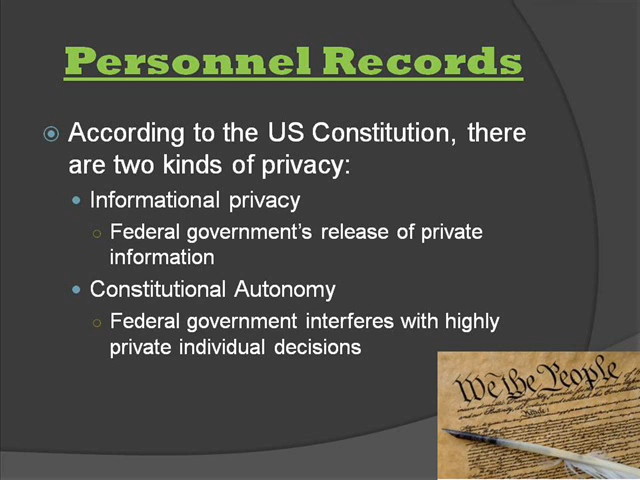 Personnel Records
According to the US Constitution, there
are two kinds of privacy:
Informational privacy
Federal government's release of private
information
Constitutional Autonomy
Federal government interferes with highly
private individual decisions
We the People
Article I